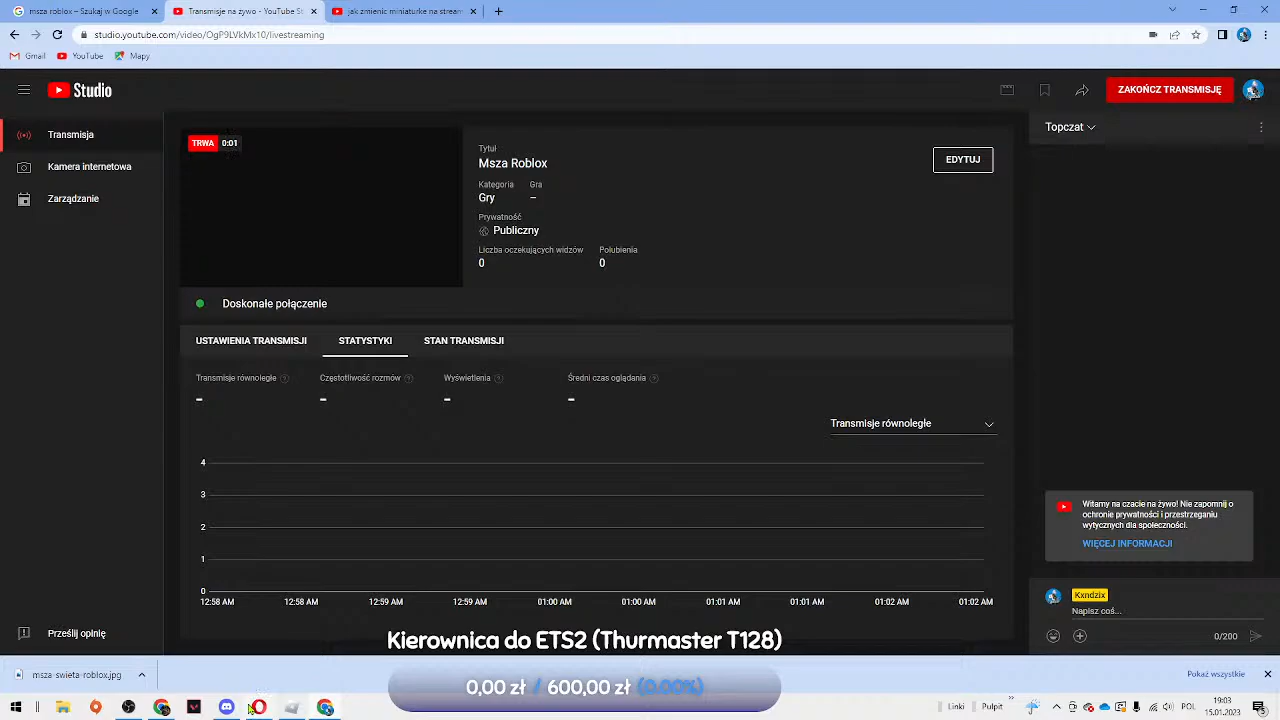 msza roblox – Szukaj w Google
Transmisje na żywo - YouTube St
jak zmienic miniaturke na stream
studio.youtube.com/video/OgP9LVkMx10/livestreaming
Gmail
YouTube
Mapy
Studio
ZAKOŃCZ TRANSMISJĘ
Transmisja
Kamera internetowa
Zarządzanie
TRWA 0:01
Tytuł
Msza Roblox
EDYTUJ
Kategoria Gra
Gry –
Prywatność
Publiczny
Liczba oczekujących widzów Polubienia
0 0
Doskonałe połączenie
USTAWIENIA TRANSMISJI STATYSTYKI STAN TRANSMISJI
Transmisje równoległe Częstotliwość rozmów Wyświetlenia Średni czas oglądania
– – – –
Transmisje równoległe
4
3
2
1
0
12:58 AM 12:58 AM 12:59 AM 12:59 AM 01:00 AM 01:00 AM 01:01 AM 01:01 AM 01:02 AM 01:02 AM
Topczat
Witamy na czacie na żywo! Nie zapomnij o
ochronie prywatności i przestrzeganiu
wytycznych dla społeczności.
WIĘCEJ INFORMACJI
Kxndzix
Napisz coś...
0/200
Prześlij opinię
Kierownica do ETS2 (Thurmaster T128)
0,00 zł / 600,00 zł (0.00%)
msza-swieta-roblox.jpg
Pokaż wszystkie
Linki
Pulpit
POL
19:03
15.01.2023